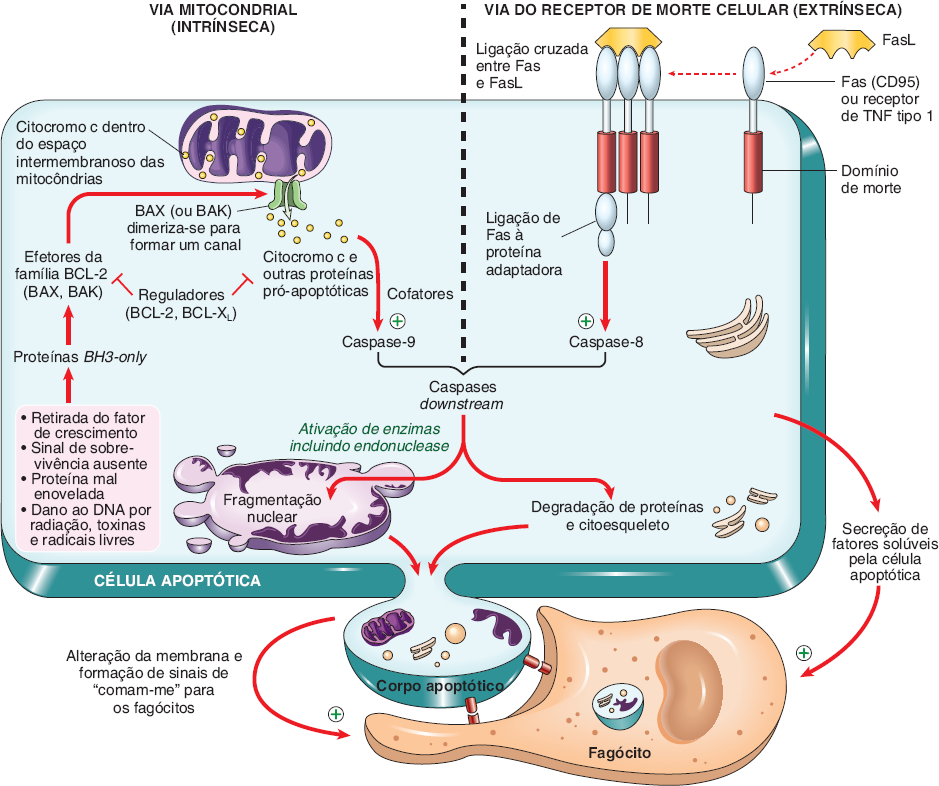 VIA MITOCONDRIAL
(INTRÍNSECA)
VIA DO RECEPTOR DE MORTE CELULAR (EXTRÍNSECA)
Ligação cruzada
entre Fas
e FasL
FasL
Fas (CD95)
ou receptor
de TNF tipo 1
Citocromo c dentro
do espaço
intermembranoso das
mitocôndrias
Domínio
de morte
BAX (ou BAK)
dimeriza-se para
formar um canal
Ligação de
Fas à
proteína
adaptadora
Efetores da
família BCL-2
(BAX, BAK)
Citocromo c e
outras proteínas
pró-apoptóticas
Reguladores
(BCL-2, BCL-XL)
Cofatores
+
Caspase-9
+
Caspase-8
Proteínas BH3-only
Caspases
downstream
• Retirada do fator
de crescimento
• Sinal de sobre-
vivência ausente
• Proteína mal
enovelada
• Dano ao DNA por
radiação, toxinas
e radicais livres
Ativação de enzimas
incluindo endonuclease
Fragmentação
nuclear
Degradação de proteínas
e citoesqueleto
Secreção de
fatores solúveis
pela célula
apoptótica
CÉLULA APOPTÓTICA
Alteração da membrana e
formação de sinais de
“comam-me” para
os fagócitos
+
Corpo apoptótico
+
Fagócito